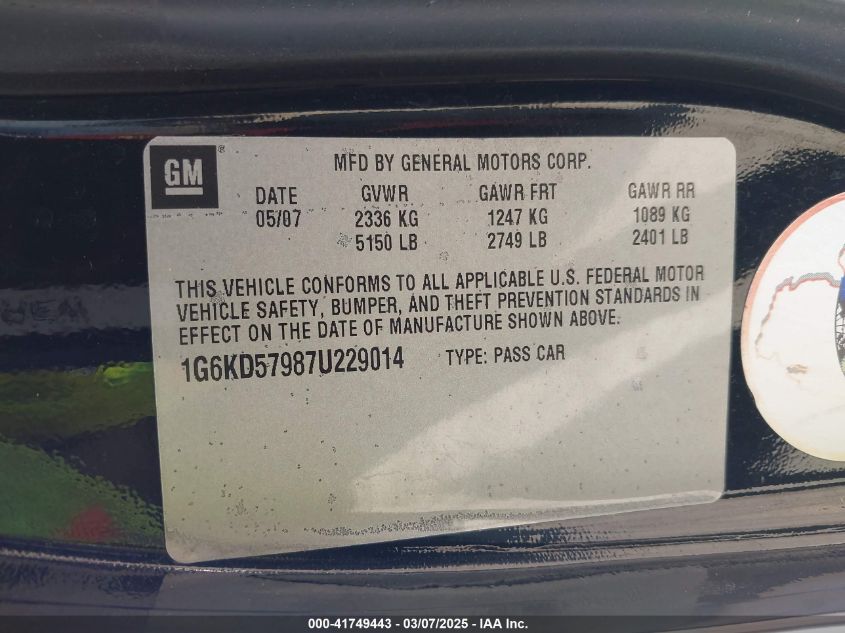 GM
MFD BY GENERAL MOTORS CORP.
DATE GVWR GAWR FRT GAWR RR
05/07 2336 KG 1247 KG 1089 KG
5150 LB 2749 LB 2401 LB
THIS VEHICLE CONFORMS TO ALL APPLICABLE U.S. FEDERAL MOTOR
VEHICLE SAFETY, BUMPER, AND THEFT PREVENTION STANDARDS IN
EFFECT ON THE DATE OF MANUFACTURE SHOWN ABOVE.
1G6KD57987U229014 TYPE: PASS CAR
000-41749443 - 03/07/2025 - IAA Inc.